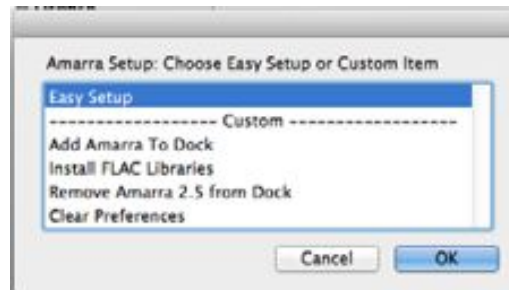 Amarra Setup: Choose Easy Setup or Custom Item
Easy Setup
------------------ Custom ------------------
Add Amarra To Dock
Install FLAC Libraries
Remove Amarra 2.5 from Dock
Clear Preferences
Cancel OK